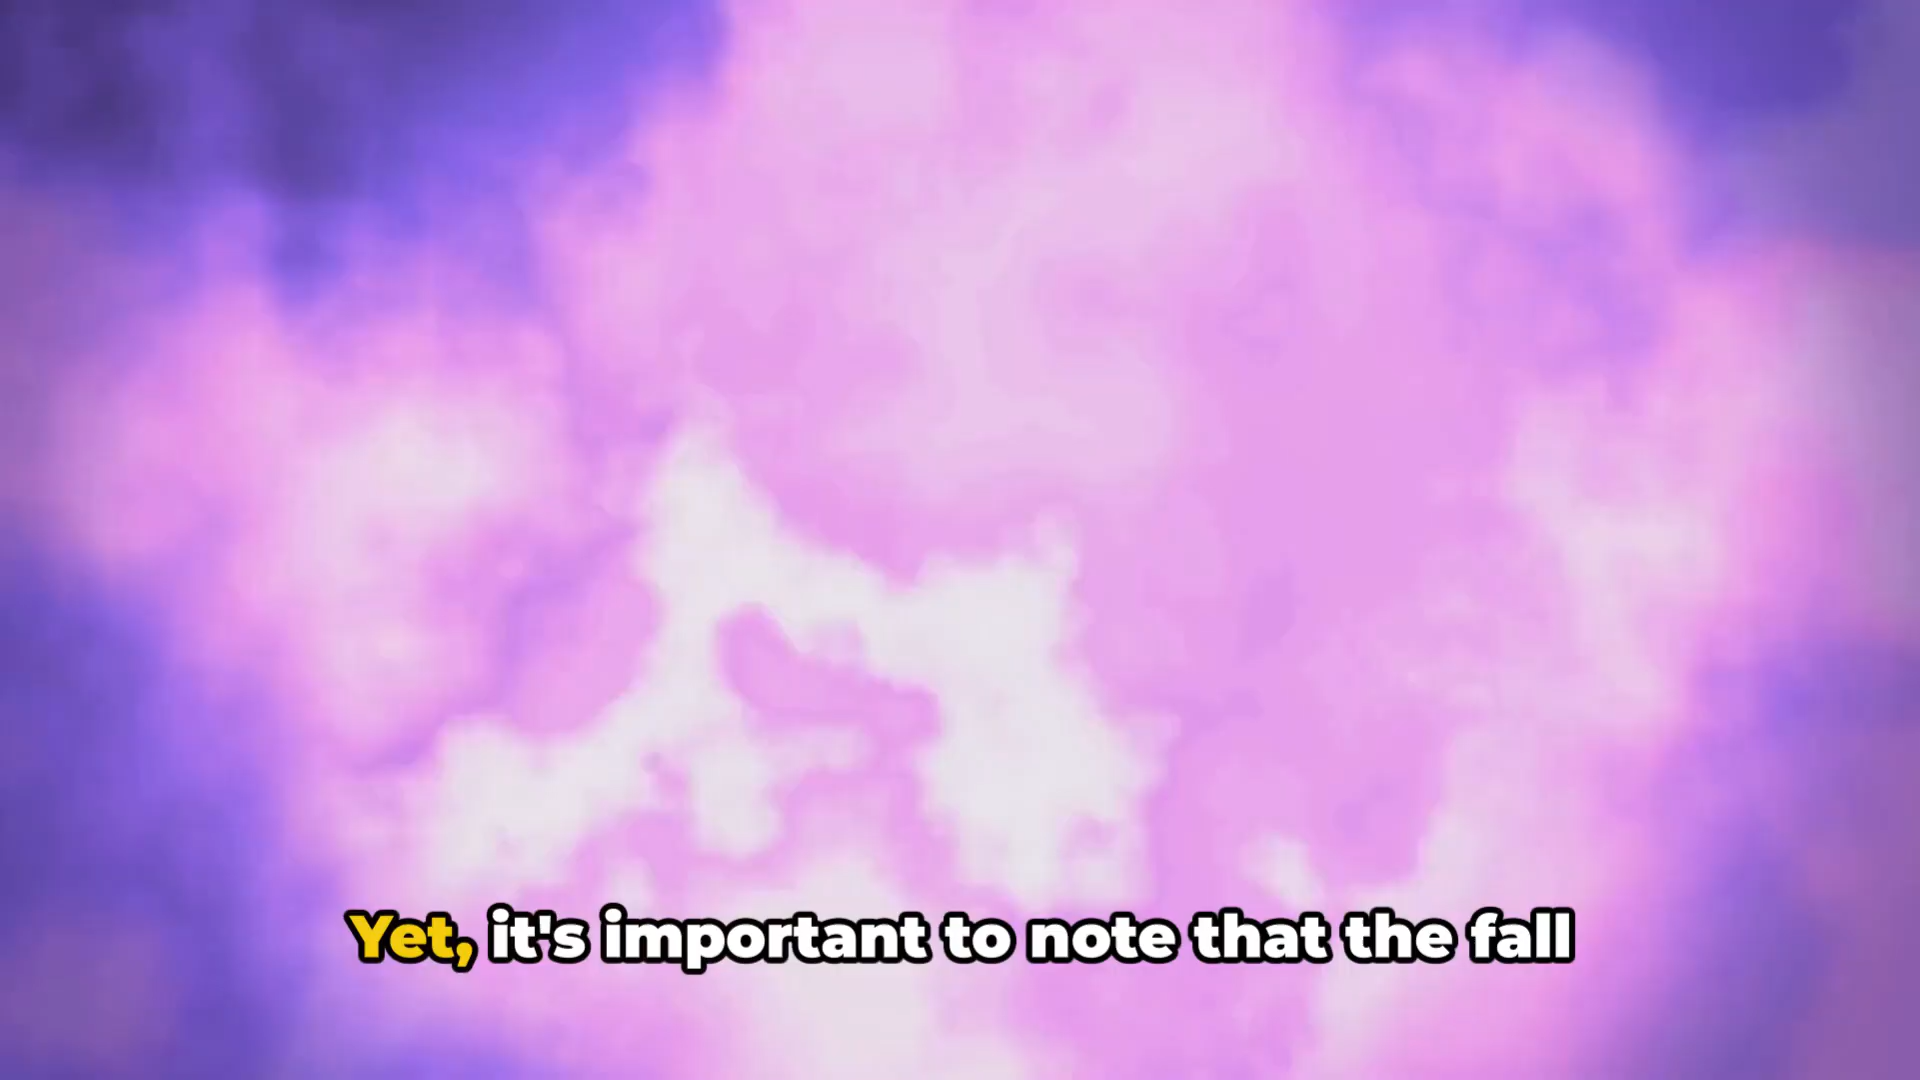 Yet, it's important to note that the fall